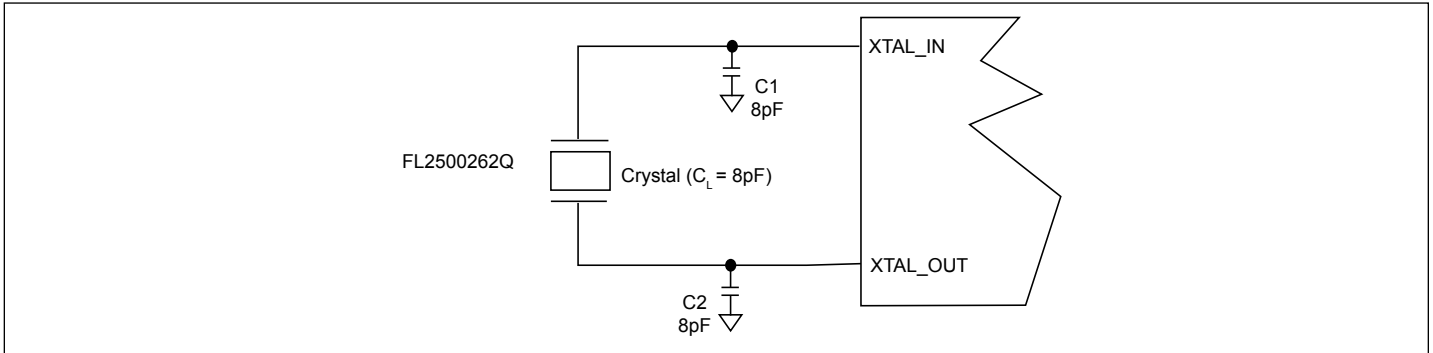 XTAL_IN
C1
8pF
FL2500262Q
Crystal (C_L = 8pF)
XTAL_OUT
C2
8pF